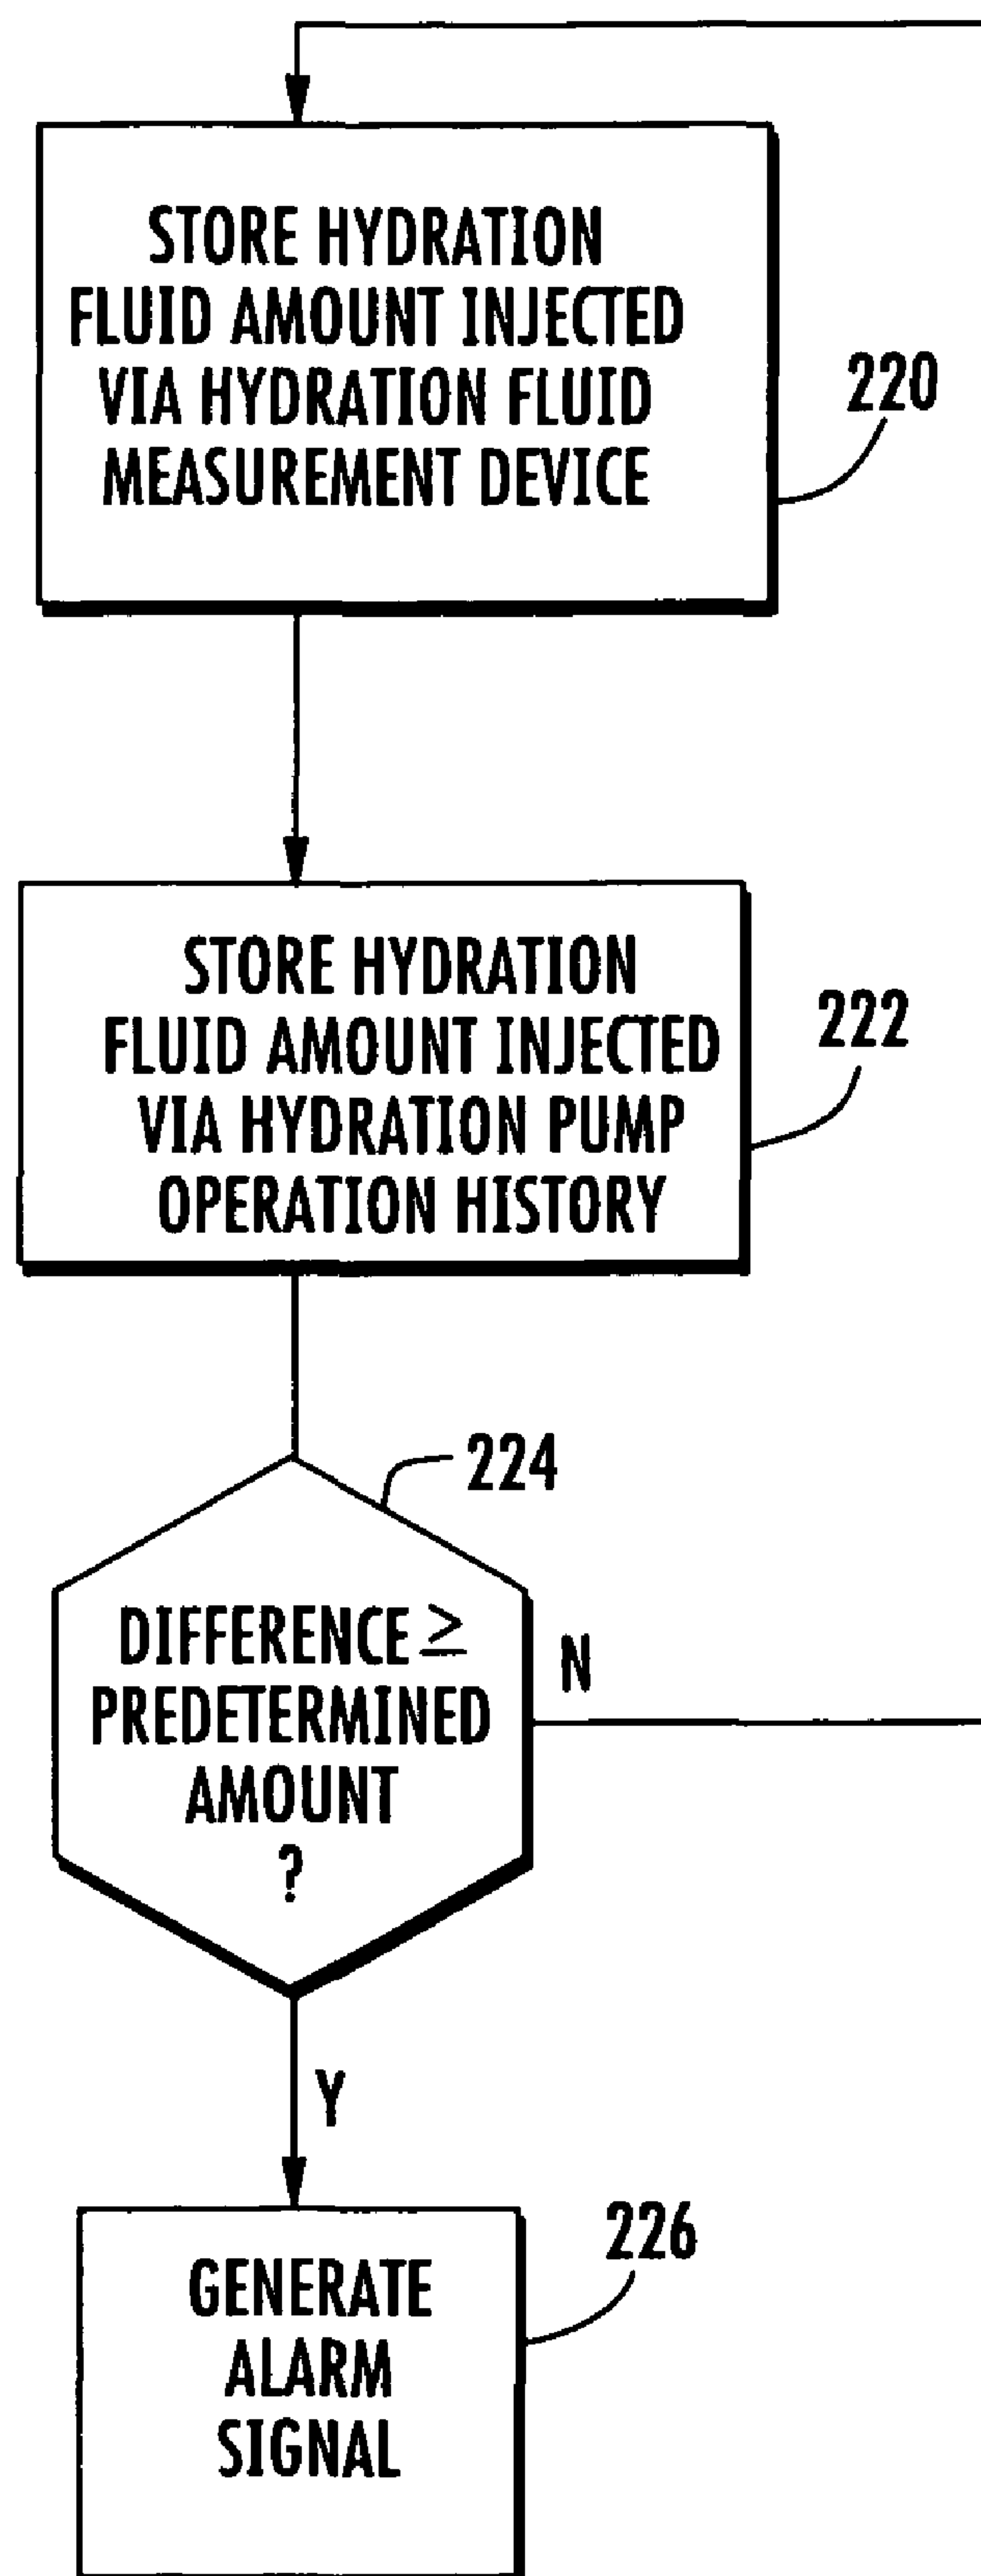 STORE HYDRATION
FLUID AMOUNT INJECTED
VIA HYDRATION FLUID
MEASUREMENT DEVICE
220
STORE HYDRATION
FLUID AMOUNT INJECTED
VIA HYDRATION PUMP
OPERATION HISTORY
222
224
DIFFERENCE ≥
PREDETERMINED
AMOUNT
?
N
Y
GENERATE
ALARM
SIGNAL
226